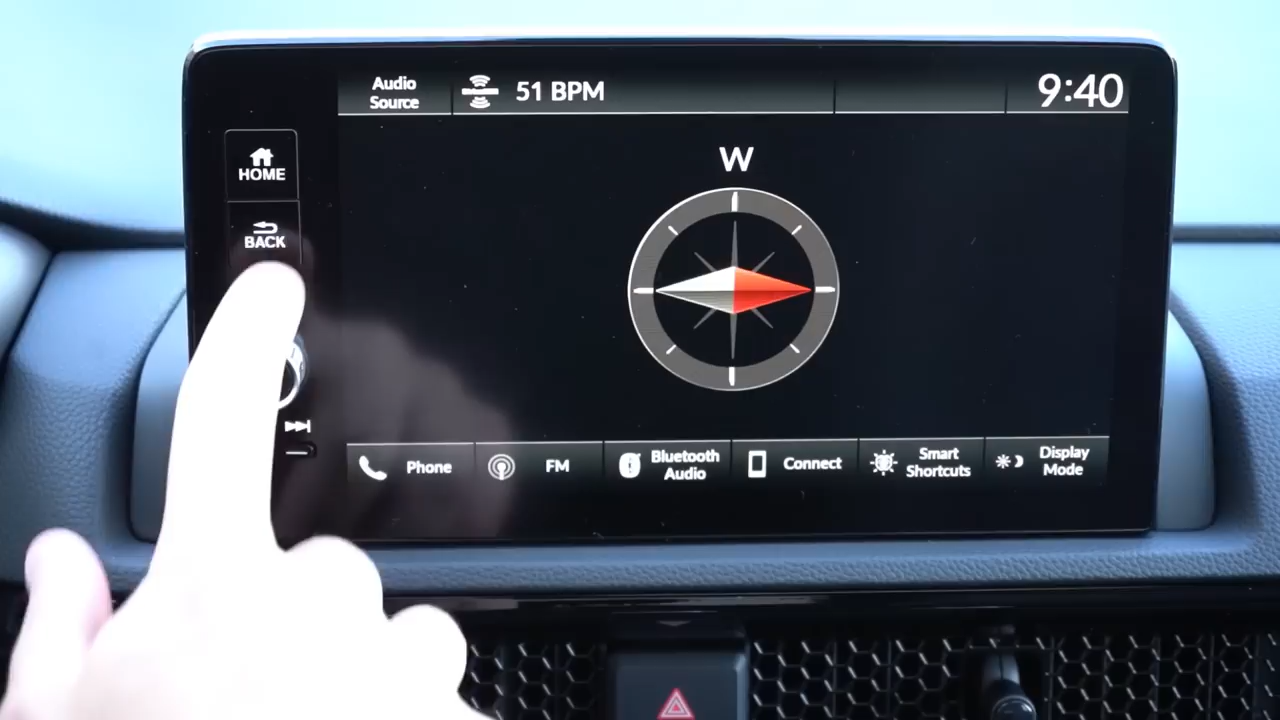 Audio
Source
51 BPM
9:40
HOME
BACK
W
Phone
FM
Bluetooth
Audio
Connect
Smart
Shortcuts
Display
Mode